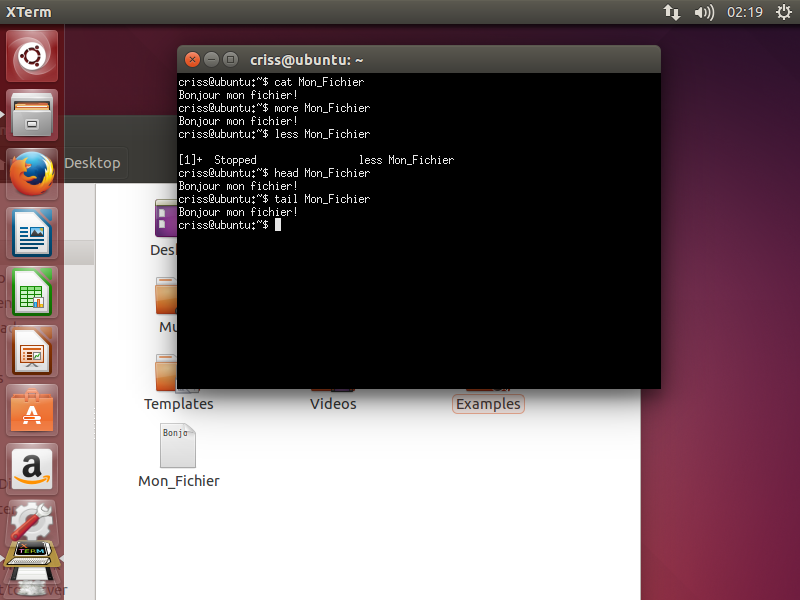 XTerm
02:19
criss@ubuntu: ~
criss@ubuntu:~$ cat Mon_Fichier
Bonjour mon fichier!
criss@ubuntu:~$ more Mon_Fichier
Bonjour mon fichier!
criss@ubuntu:~$ less Mon_Fichier
[1]+  Stopped                 less Mon_Fichier
criss@ubuntu:~$ head Mon_Fichier
Bonjour mon fichier!
criss@ubuntu:~$ tail Mon_Fichier
Bonjour mon fichier!
criss@ubuntu:~$
Desktop
Des
Mu
Templates
Videos
Examples
Bonjo
Mon_Fichier
A
a
XTERM